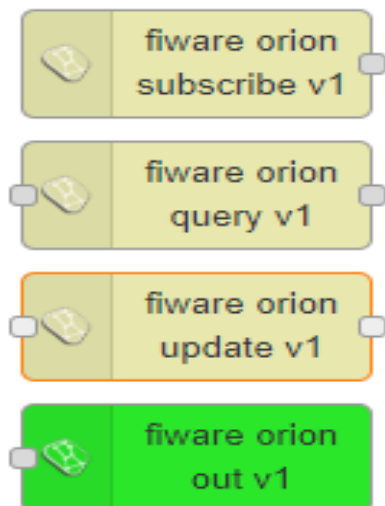 fiware orion
subscribe v1
fiware orion
query v1
fiware orion
update v1
fiware orion
out v1